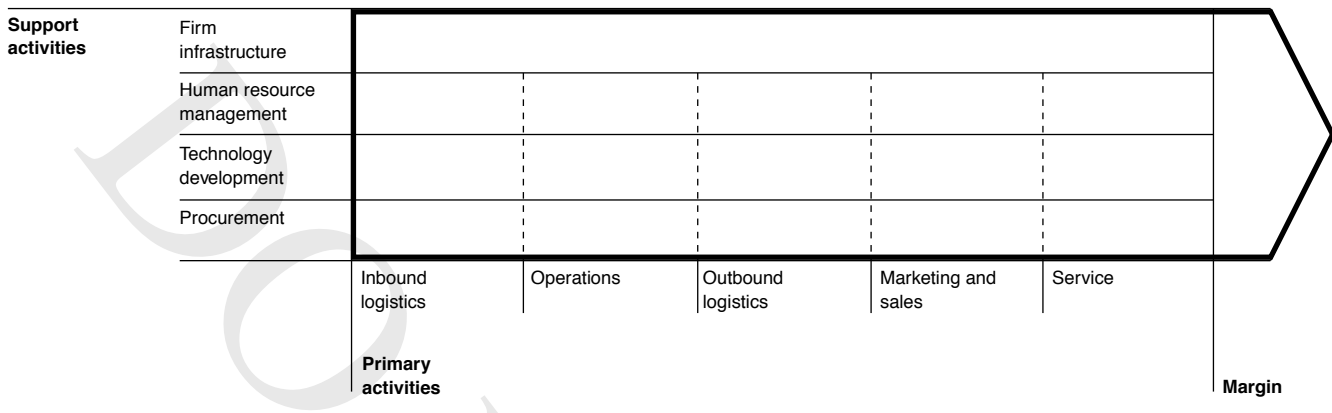 Support
activities
Firm
infrastructure
Human resource
management
Technology
development
Procurement
Inbound
logistics
Operations
Outbound
logistics
Marketing and
sales
Service
Primary
activities
Margin
DO